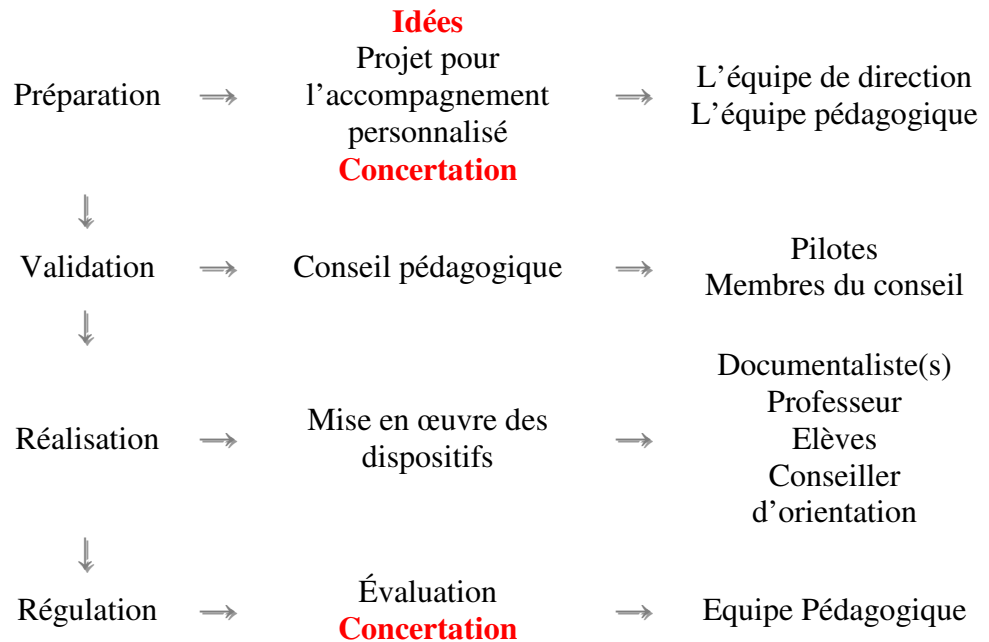 Idées
Préparation
Projet pour
l'accompagnement
personnalisé
Concertation
L'équipe de direction
L'équipe pédagogique
Validation
Conseil pédagogique
Pilotes
Membres du conseil
Réalisation
Mise en œuvre des
dispositifs
Documentaliste(s)
Professeur
Elèves
Conseiller
d'orientation
Régulation
Évaluation
Concertation
Equipe Pédagogique